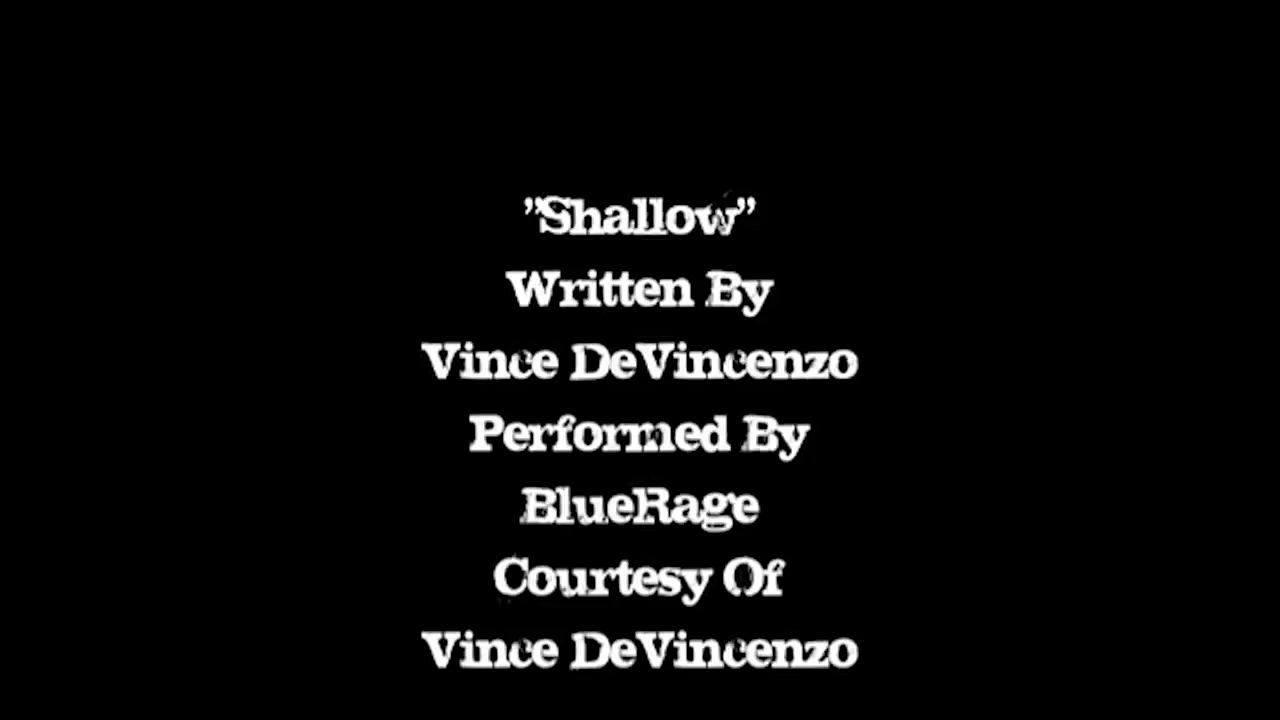 ”Shallow”
Written By
Vince DeVincenzo
Performed By
BlueRage
Courtesy Of
Vince DeVincenzo